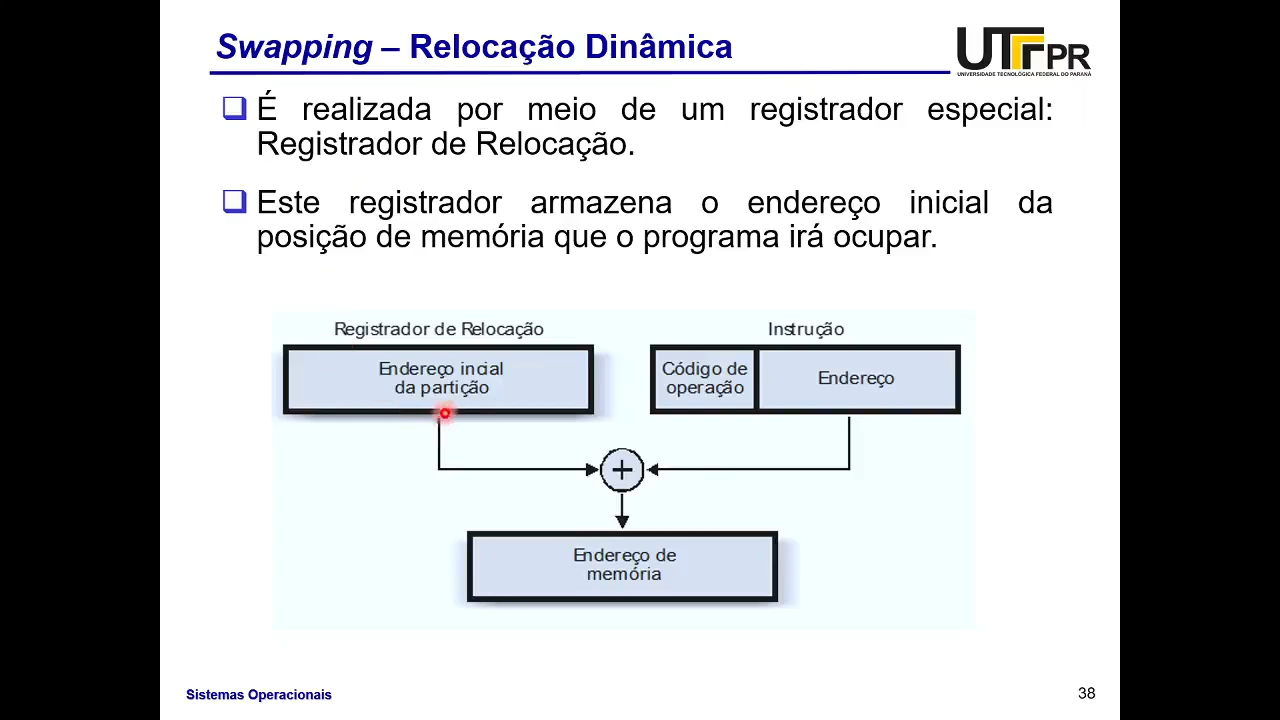 Swapping – Relocação Dinâmica
UTFPR
UNIVERSIDADE TECNOLÓGICA FEDERAL DO PARANÁ
É realizada por meio de um registrador especial:
Registrador de Relocação.
Este registrador armazena o endereço inicial da
posição de memória que o programa irá ocupar.
Registrador de Relocação
Instrução
Endereço incial
da partição
Código de
operação
Endereço
+
Endereço de
memória
Sistemas Operacionais
38